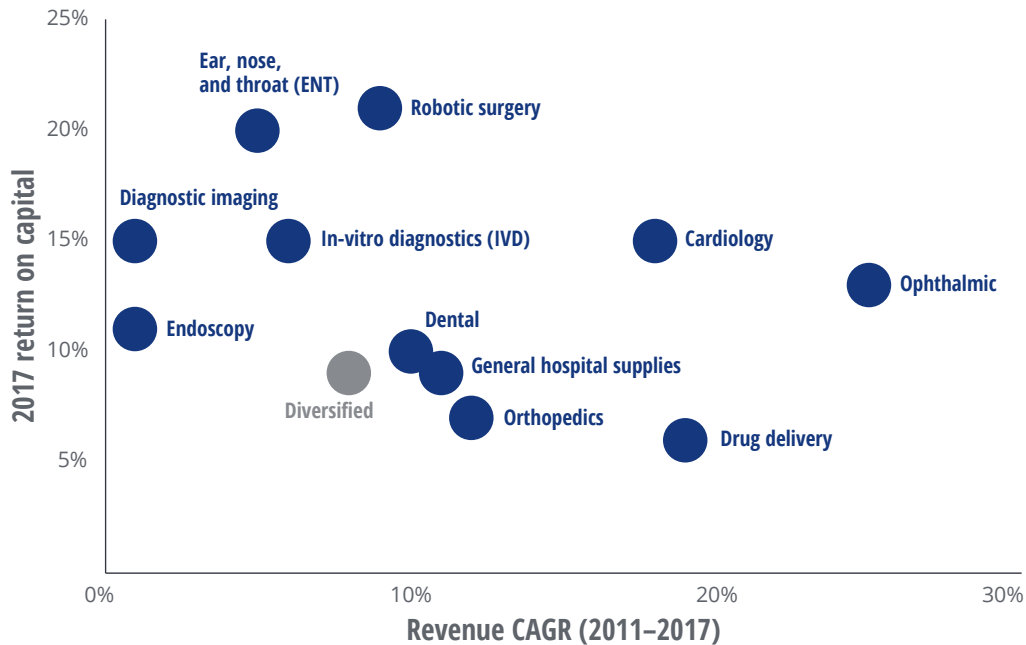 25%
Ear, nose,
and throat (ENT)
Robotic surgery
20%
Diagnostic imaging
15%
In-vitro diagnostics (IVD)
Cardiology
Ophthalmic
Endoscopy
Dental
10%
General hospital supplies
Diversified
Orthopedics
Drug delivery
5%
2017 return on capital
0%
10%
20%
30%
Revenue CAGR (2011–2017)